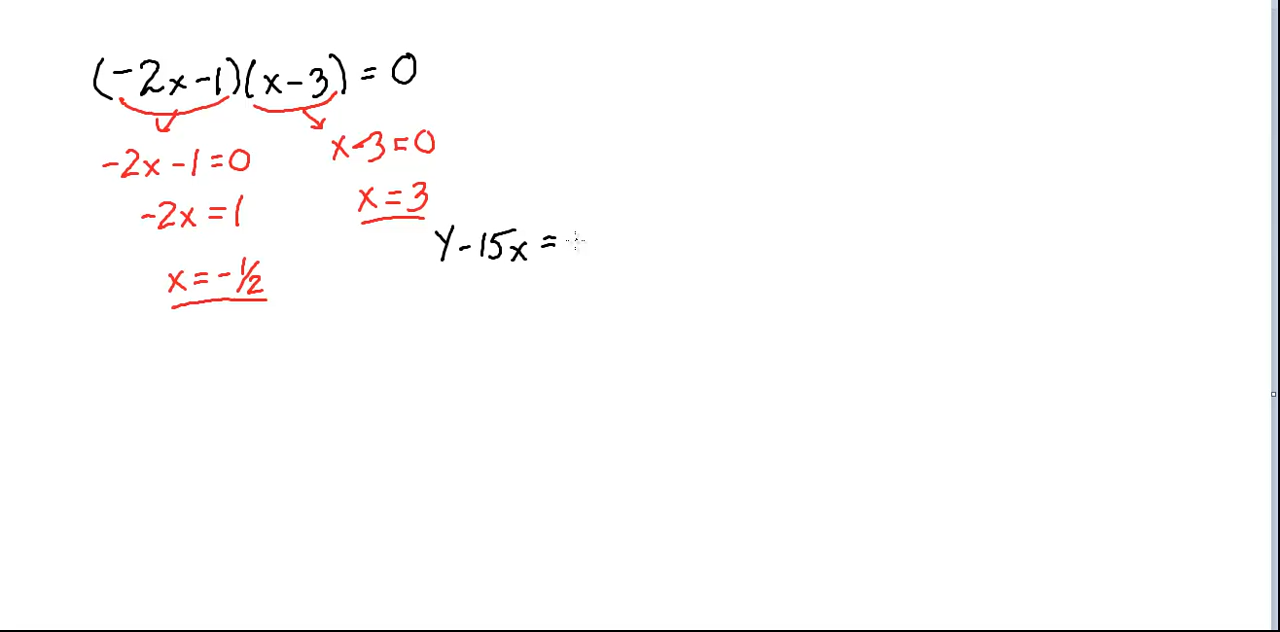 (-2x-1)(x-3)=0
-2x-1=0
x-3=0
-2x=1
x=3
y-15x=
x=-1/2